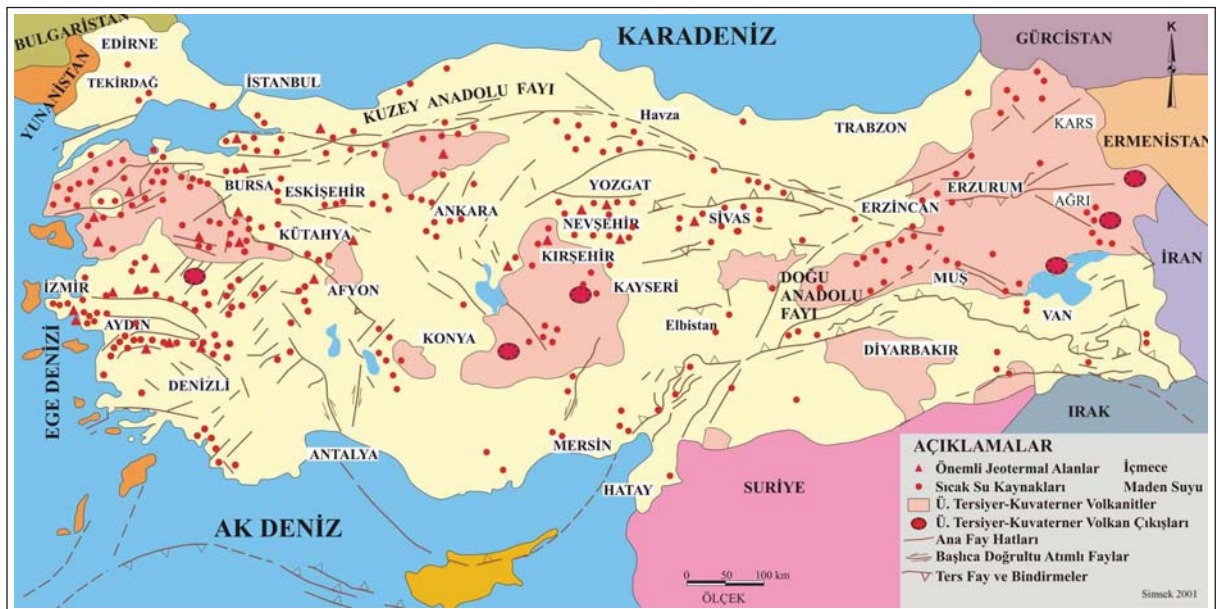 BULGARİSTAN
EDİRNE
KARADENİZ
GÜRCİSTAN
K
TEKİRDAĞ
İSTANBUL
YUNANİSTAN
KUZEY ANADOLU FAYI
Havza
TRABZON
KARS
ERMENİSTAN
BURSA
ESKİŞEHİR
ANKARA
YOZGAT
SİVAS
ERZİNCAN
ERZURUM
AĞRI
KÜTAHYA
NEVŞEHİR
KIRŞEHİR
KAYSERİ
İZMİR
AFYON
DOĞU
ANADOLU
FAYI
MUŞ
İRAN
VAN
AYDIN
KONYA
Elbistan
DİYARBAKIR
EGE DENİZİ
DENİZLİ
ANTALYA
MERSİN
HATAY
SURİYE
IRAK
AK DENİZ
AÇIKLAMALAR
Önemli Jeotermal Alanlar İçmece
Sıcak Su Kaynakları Maden Suyu
Ü. Tersiyer-Kuvaterner Volkanitler
Ü. Tersiyer-Kuvaterner Volkan Çıkışları
Ana Fay Hatları
Başlıca Doğrultu Atımlı Faylar
Ters Fay ve Bindirmeler
0 50 100 km
ÖLÇEK
Simsek 2001